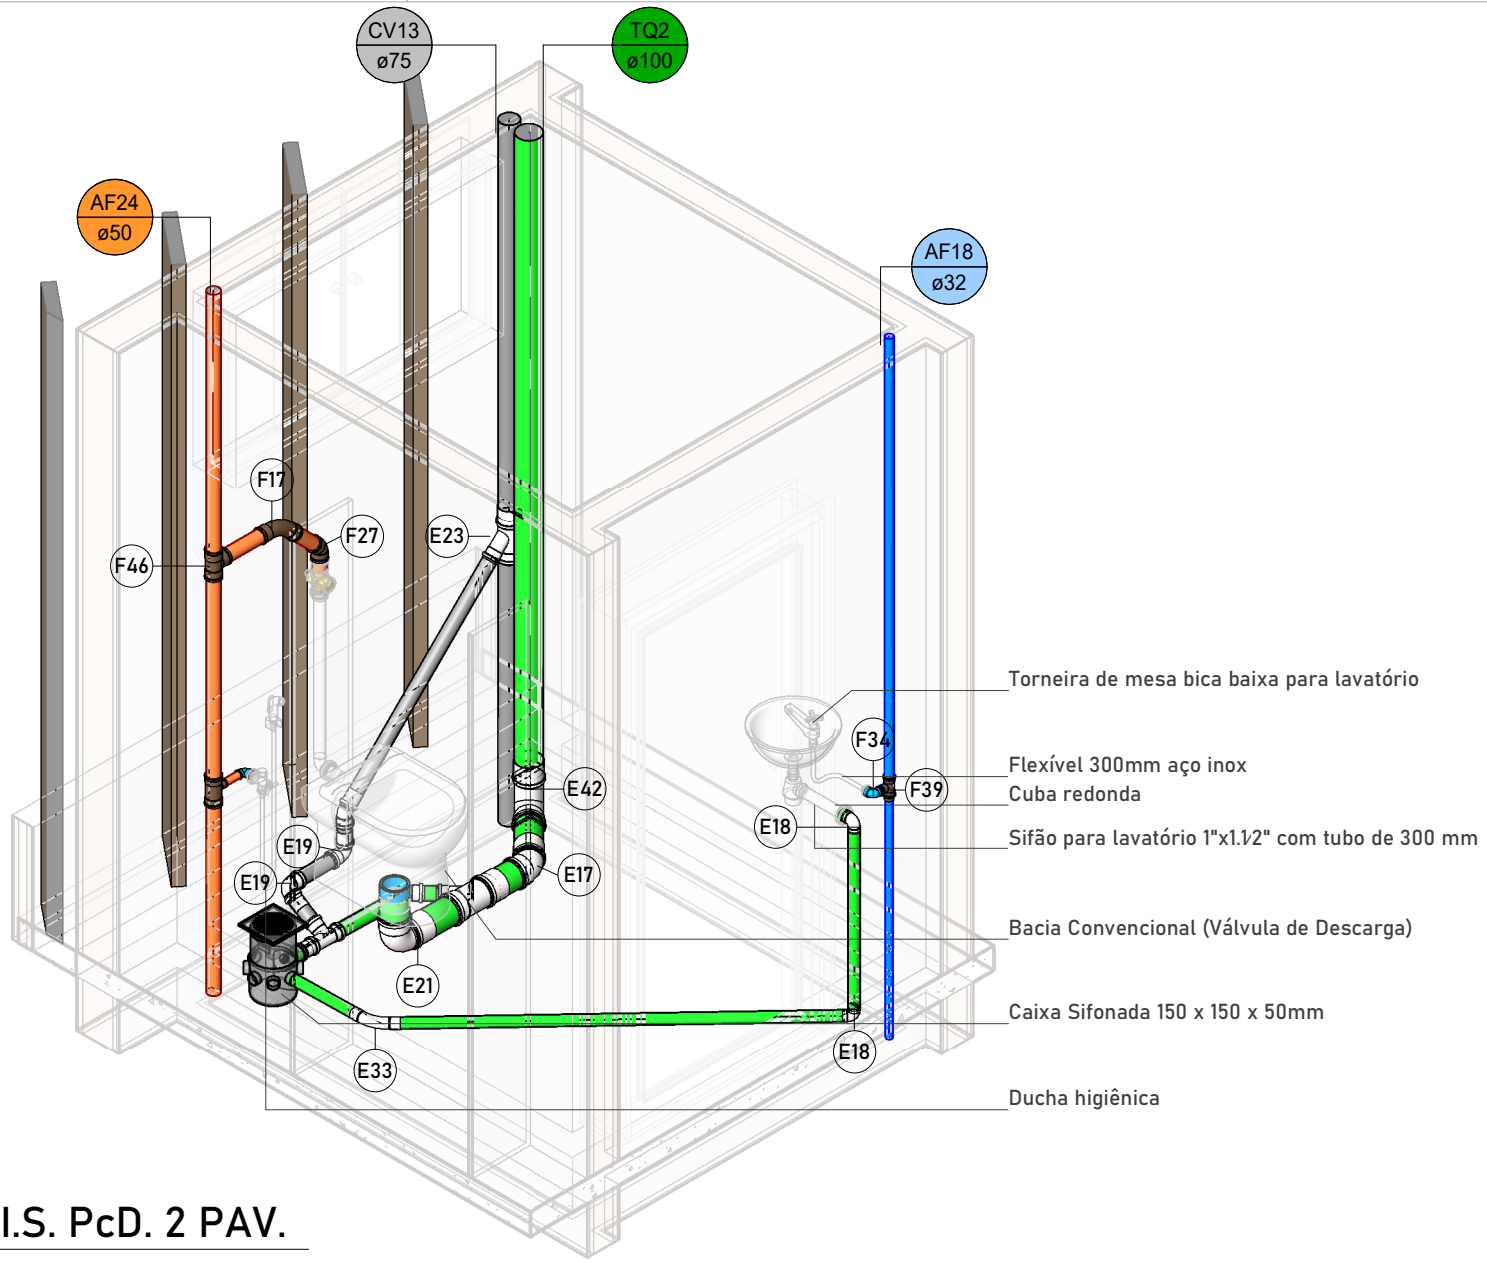 CV13
ø75
TQ2
ø100
AF24
ø50
AF18
ø32
F17
F27
E23
F46
Torneira de mesa bica baixa para lavatório
F34
Flexível 300mm aço inox
E42
F39
Cuba redonda
E18
Sifão para lavatório 1"x1.1/2" com tubo de 300 mm
E19
E19
E17
Bacia Convencional (Válvula de Descarga)
E21
Caixa Sifonada 150 x 150 x 50mm
E18
E33
Ducha higiênica
I.S. PcD. 2 PAV.